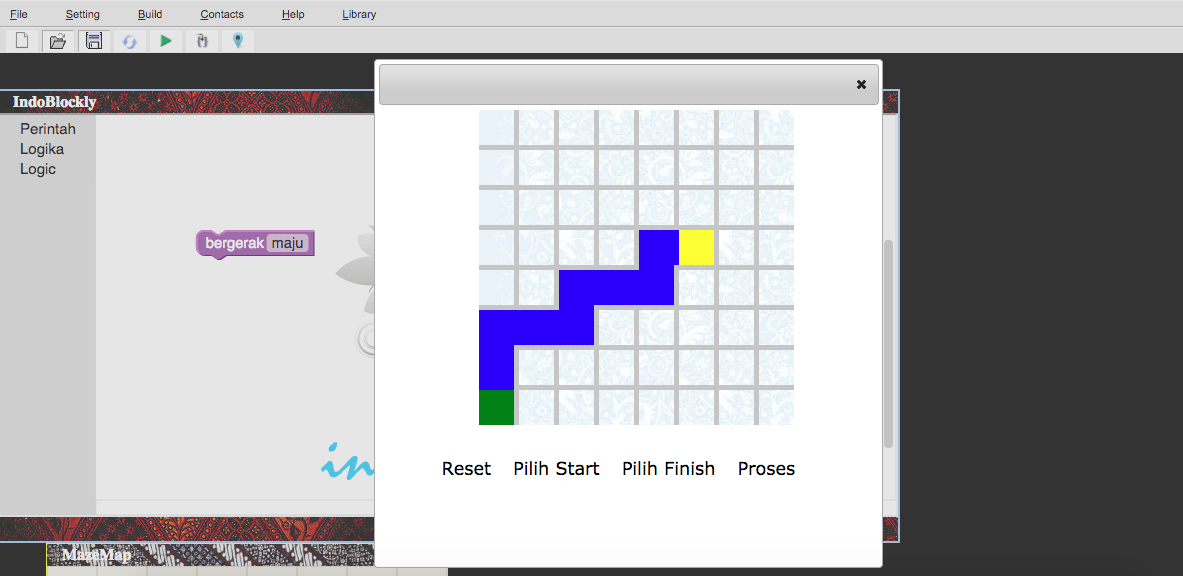 File Setting Build Contacts Help Library
IndoBlockly
Perintah
Logika
Logic
bergerak maju
in
Reset Pilih Start Pilih Finish Proses
MazeMap